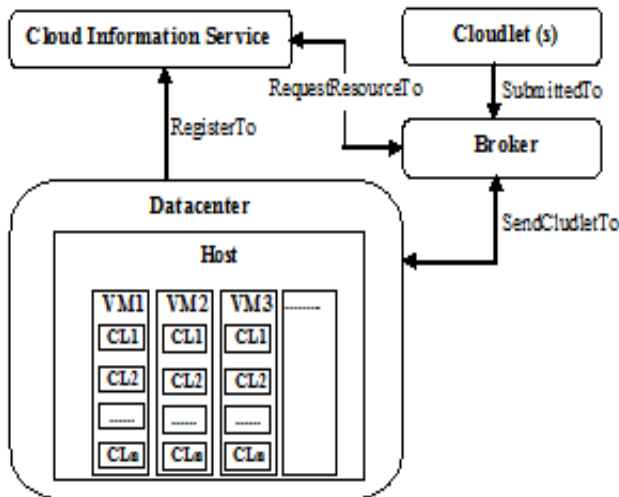 Cloud Information Service
Cloudlet (s)
RequestResourceTo
SubmittedTo
RegisterTo
Broker
Datacenter
SendCludletTo
Host
VM1 VM2 VM3 ..........
CL1 CL1 CL1
CL2 CL2 CL2
...... ...... ......
CLn CLn CLn